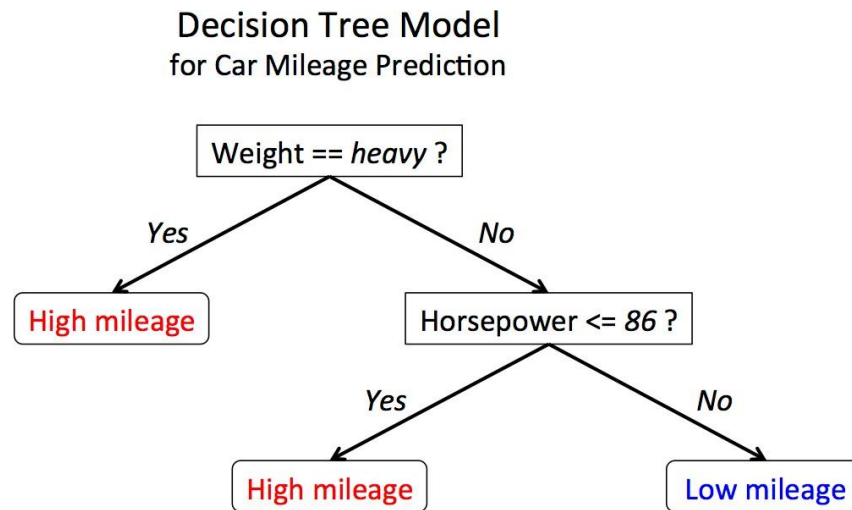 Decision Tree Model
for Car Mileage Prediction
Weight == heavy ?
Yes
No
High mileage
Horsepower <= 86 ?
Yes
No
High mileage
Low mileage